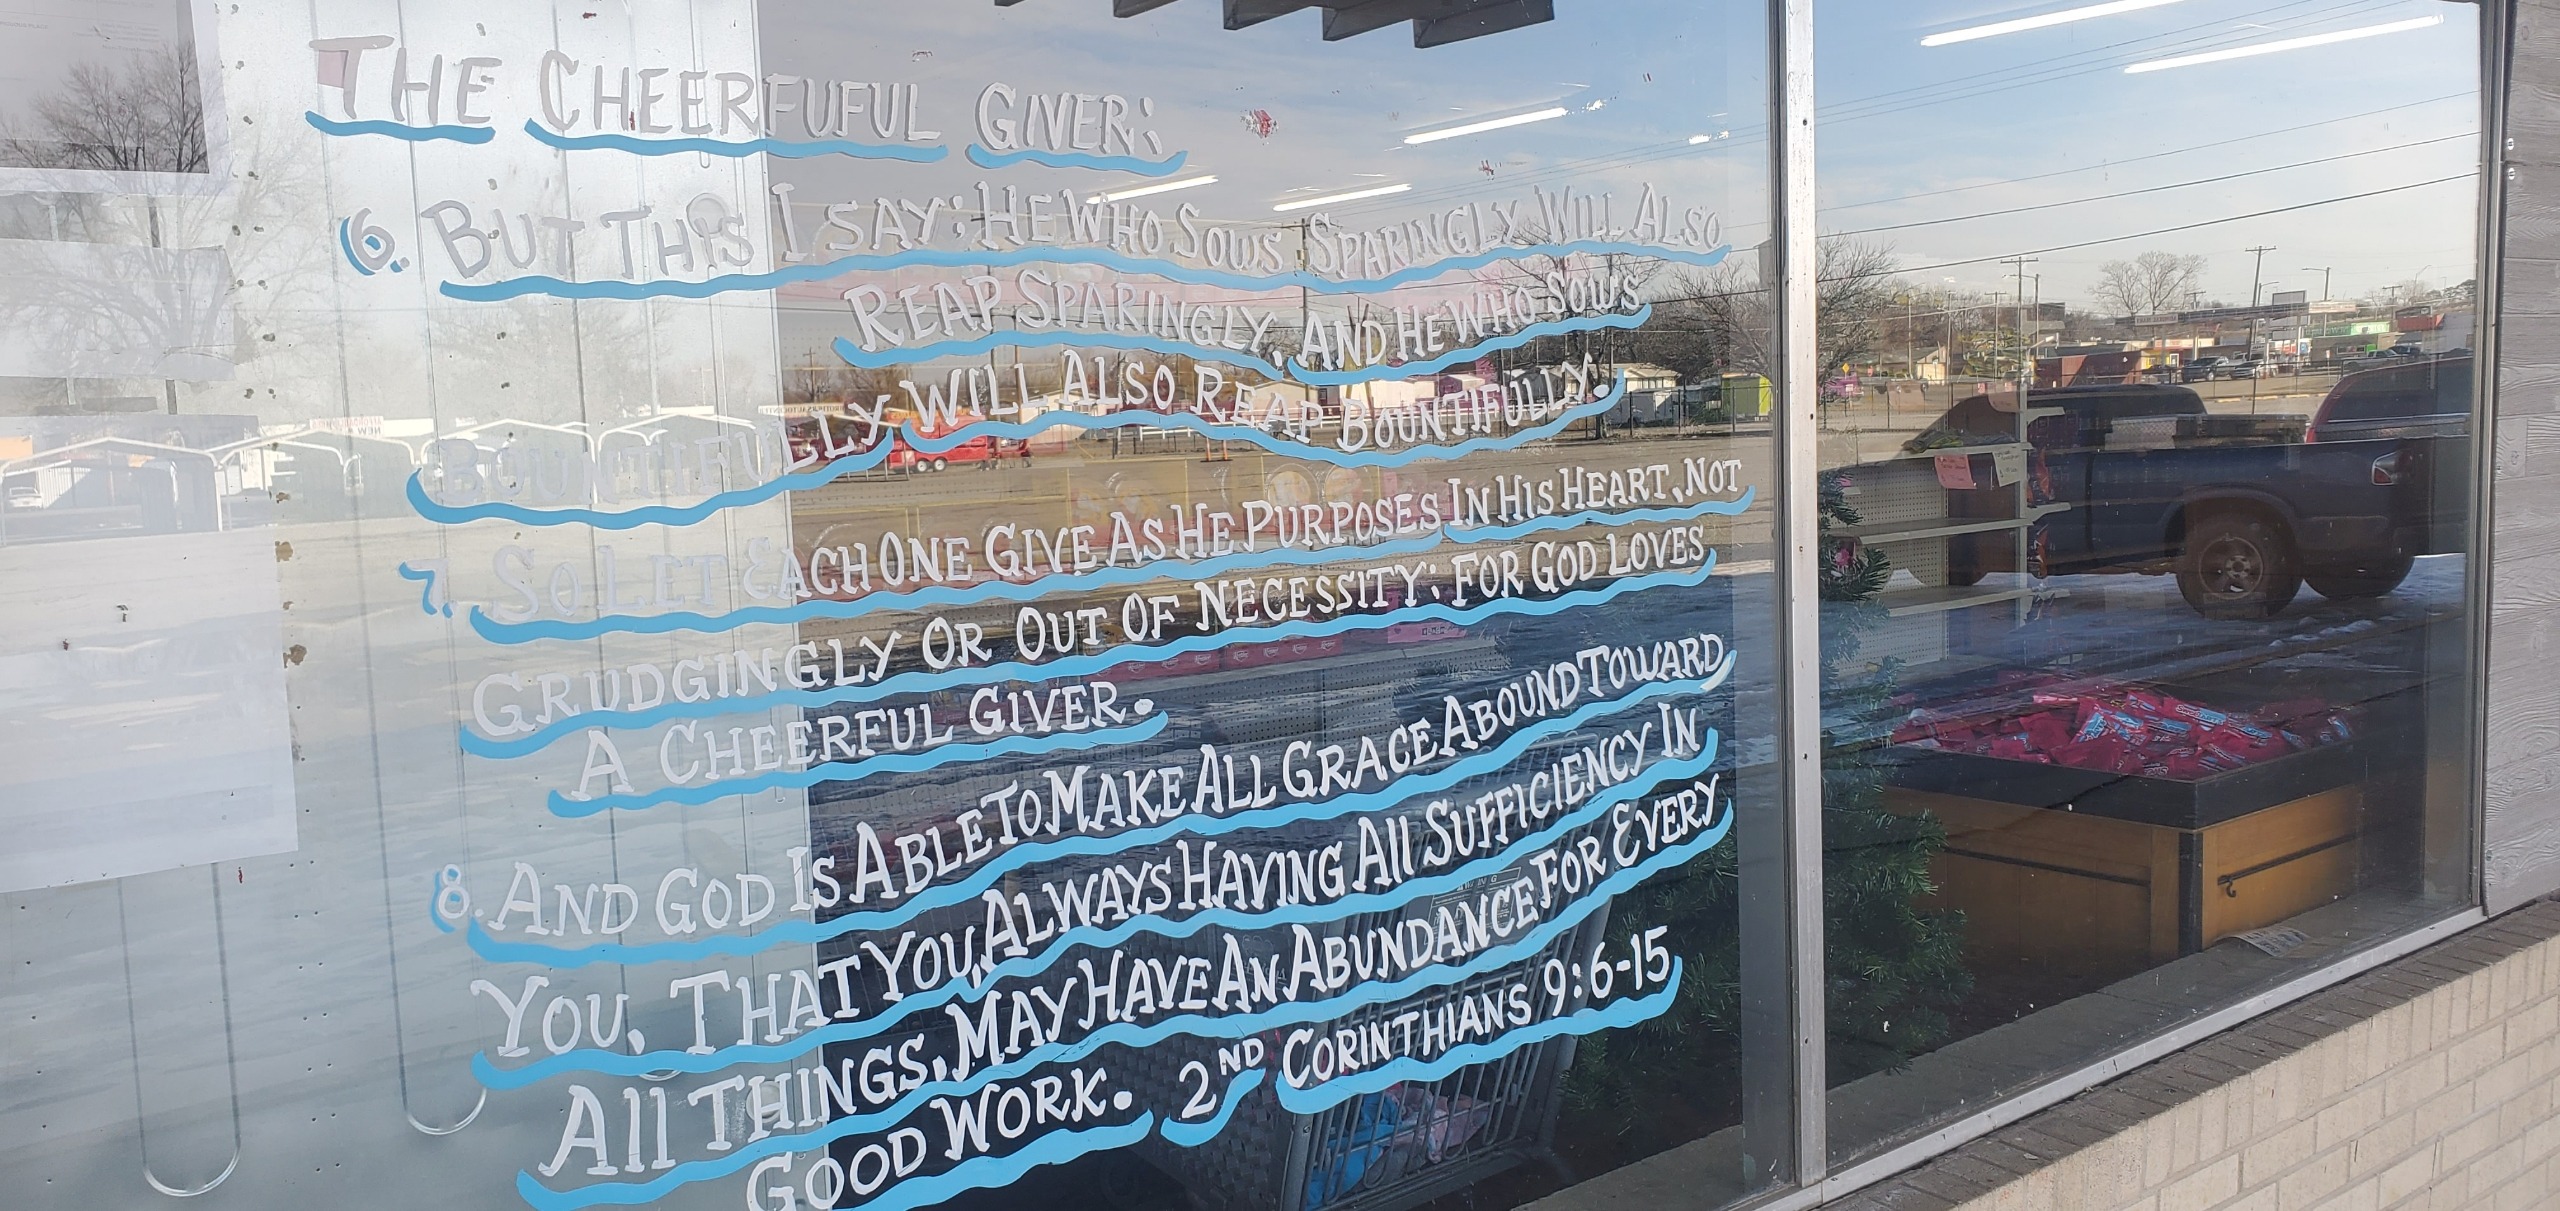 THE CHEERFUFUL GIVER:
6. BUT THIS I SAY: HE WHO SOWS SPARINGLY WILL ALSO
REAP SPARINGLY, AND HE WHO SOWS
BOUNTIFULLY WILL ALSO REAP BOUNTIFULLY.
7. SO LET EACH ONE GIVE AS HE PURPOSES IN HIS HEART, NOT
GRUDGINGLY OR OUT OF NECESSITY: FOR GOD LOVES
A CHEERFUL GIVER.
8. AND GOD IS ABLE TO MAKE ALL GRACE ABOUND TOWARD
YOU, THAT YOU, ALWAYS HAVING All SUFFICIENCY IN
All THINGS, MAY HAVE AN ABUNDANCE FOR EVERY
GOOD WORK. 2ND CORINTHIANS 9:6-15